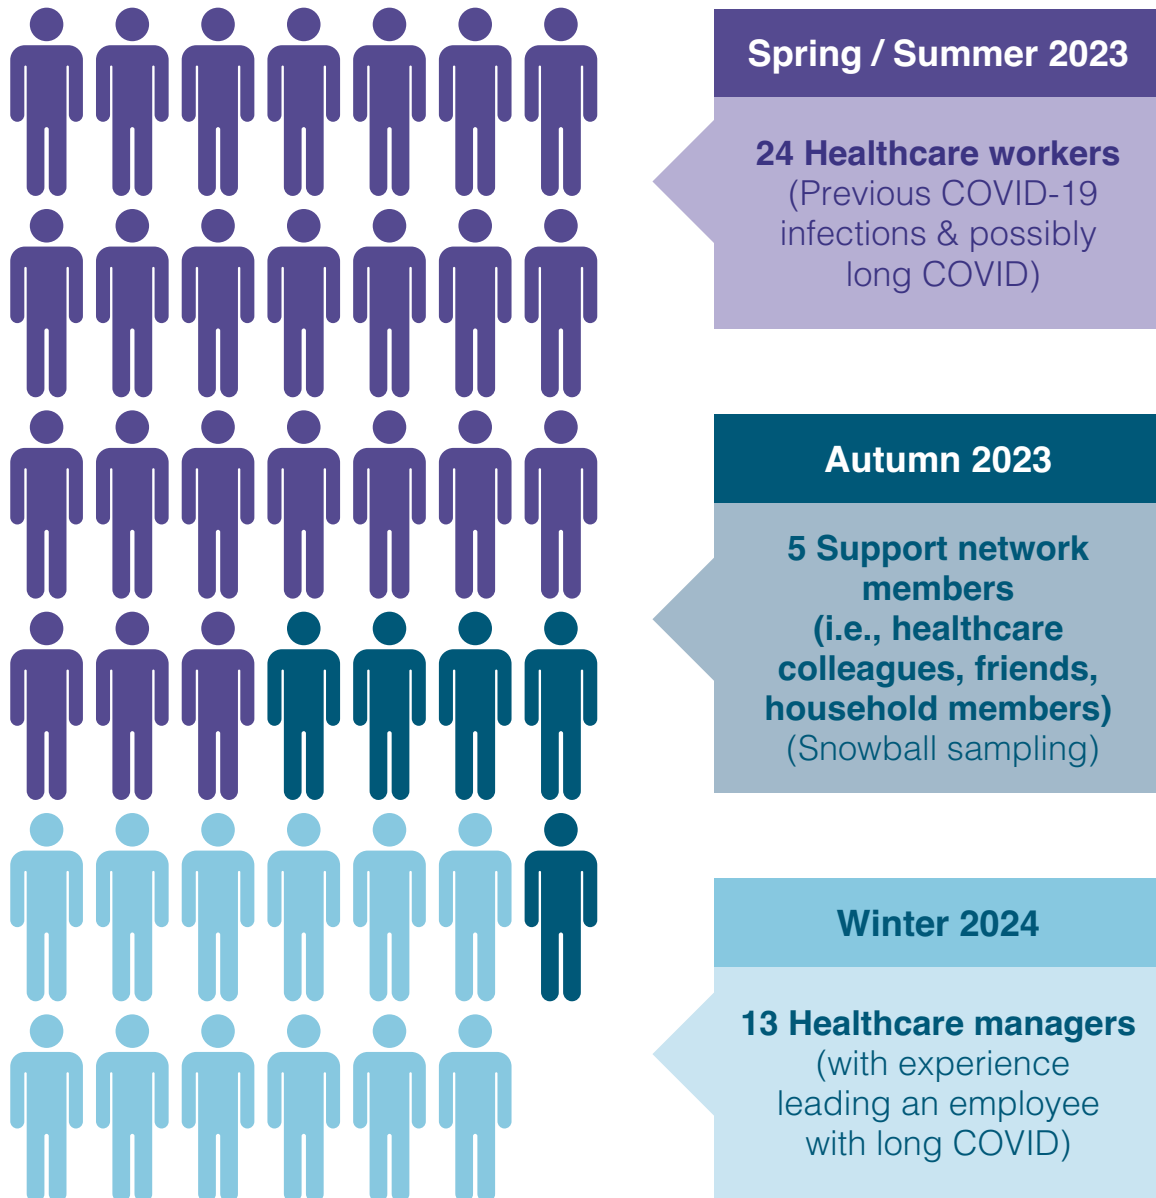 Spring / Summer 2023
24 Healthcare workers
(Previous COVID-19
infections & possibly
long COVID)
Autumn 2023
5 Support network
members
(i.e., healthcare
colleagues, friends,
household members)
(Snowball sampling)
Winter 2024
13 Healthcare managers
(with experience
leading an employee
with long COVID)